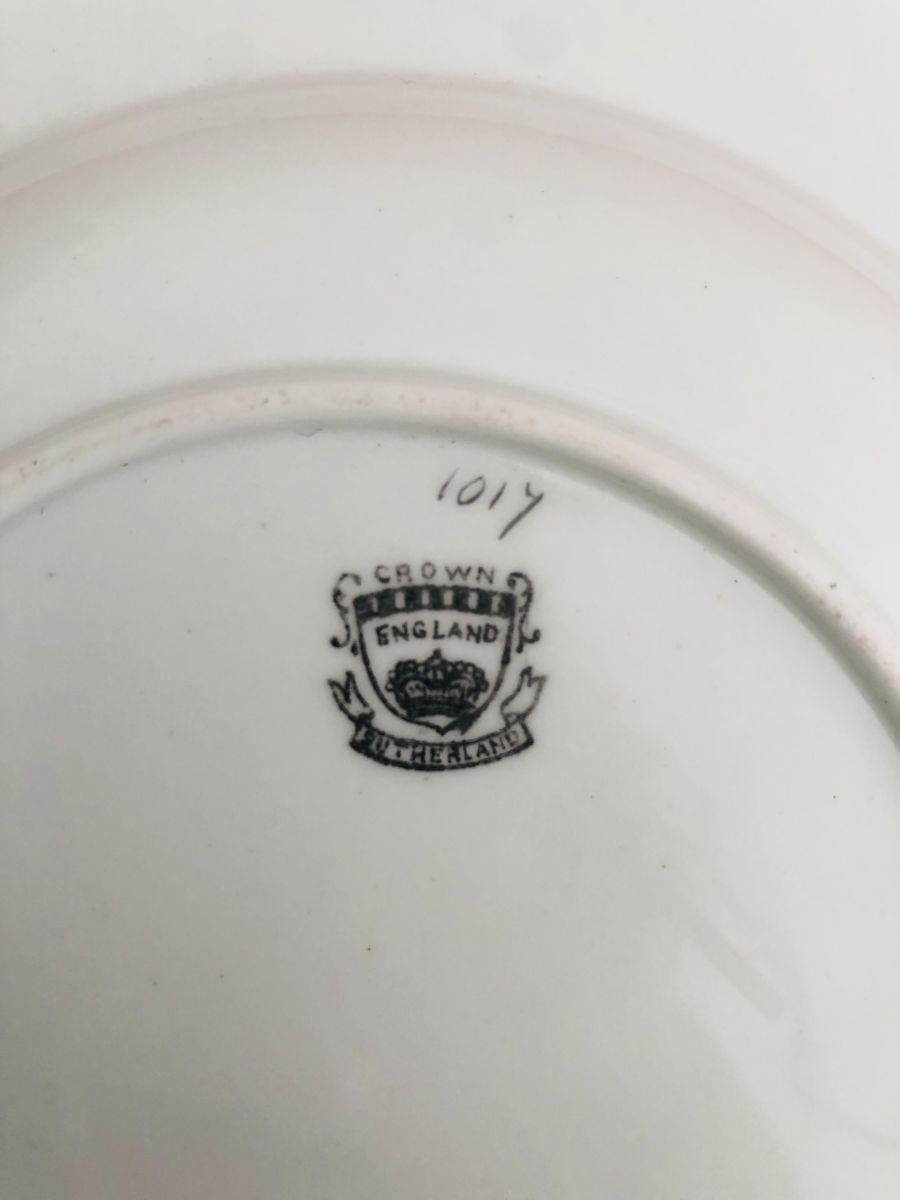 1017
CROWN
ENGLAND
SUTHERLAND